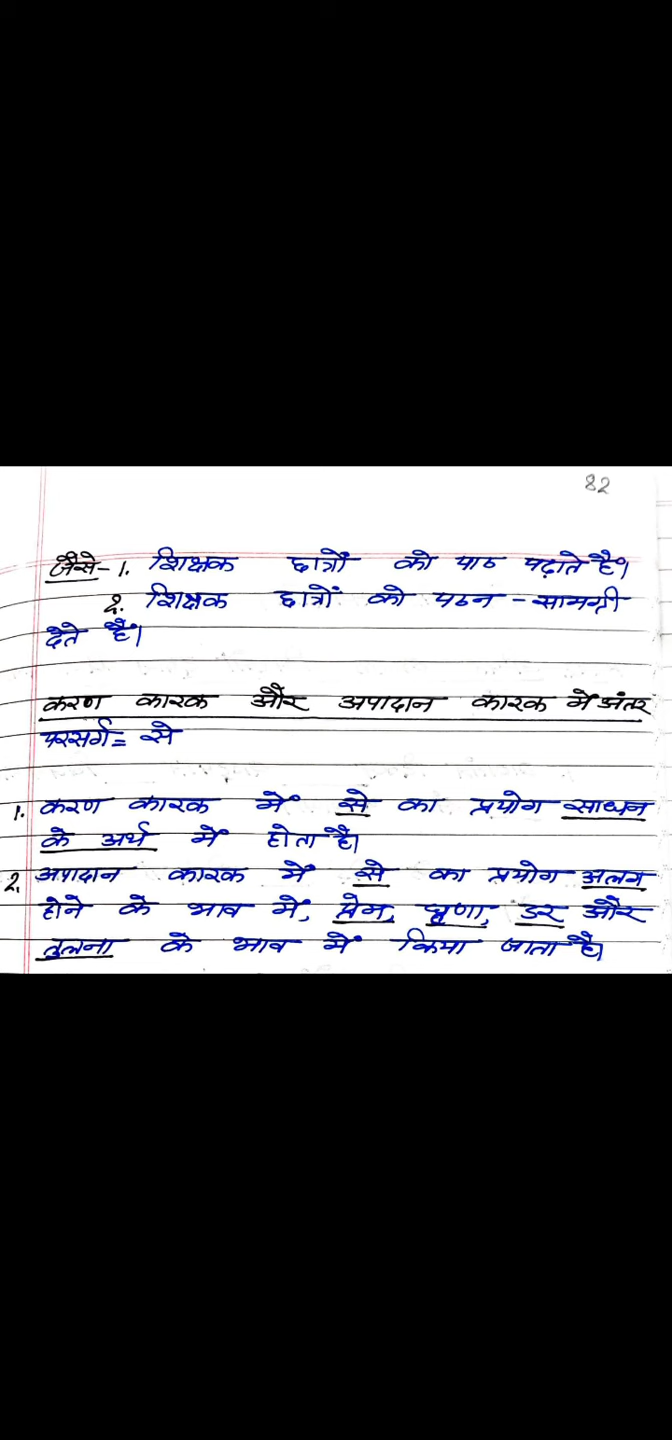 82
जैसे- 1. शिक्षक छात्रों को पाठ पढ़ाते हैं।
2. शिक्षक छात्रों को पठन - सामग्री
देते हैं।
करण कारक और अपादान कारक में अंतर
परसर्ग = से
1. करण कारक में से का प्रयोग साधन
के अर्थ में होता है।
2. अपादान कारक में से का प्रयोग अलग
होने के भाव में, प्रेम, घृणा, डर और
तुलना के भाव में किया जाता है।